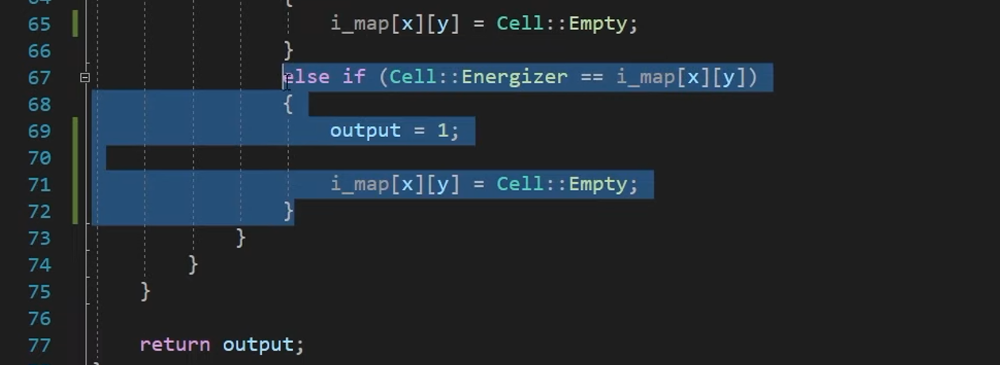 65 i_map[x][y] = Cell::Empty;
66 }
67 else if (Cell::Energizer == i_map[x][y])
68 {
69 output = 1;
70
71 i_map[x][y] = Cell::Empty;
72 }
73 }
74 }
75 }
76
77 return output;